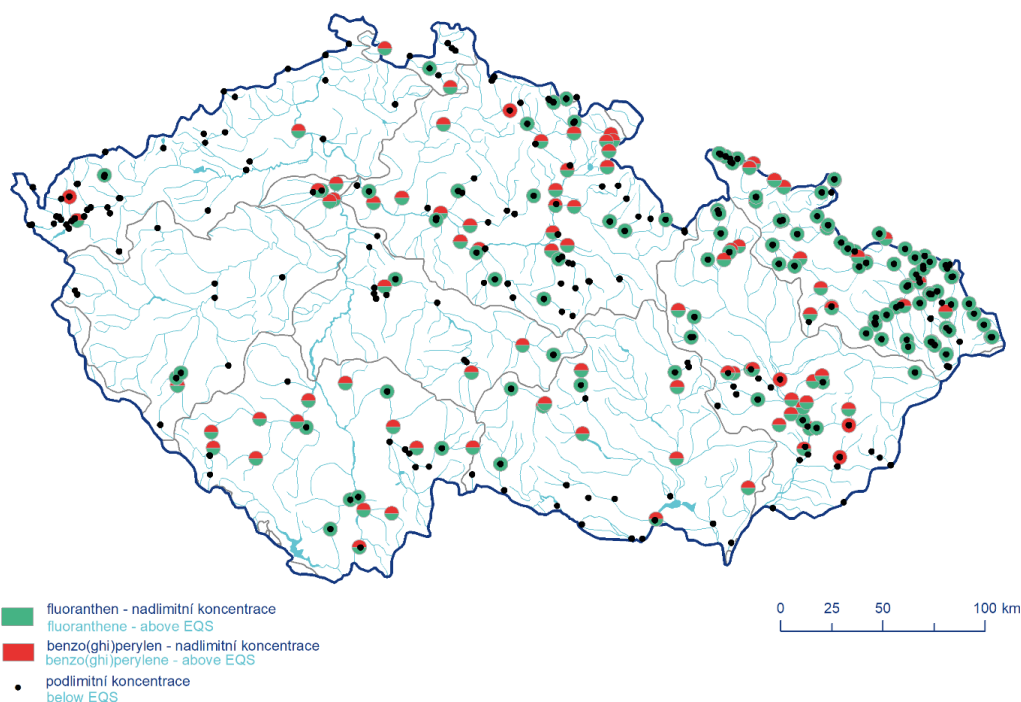 fluoranthen - nadlimitní koncentrace
fluoranthene - above EQS
benzo(ghi)perylen - nadlimitní koncentrace
benzo(ghi)perylene - above EQS
podlimitní koncentrace
below EQS
0 25 50 100 km